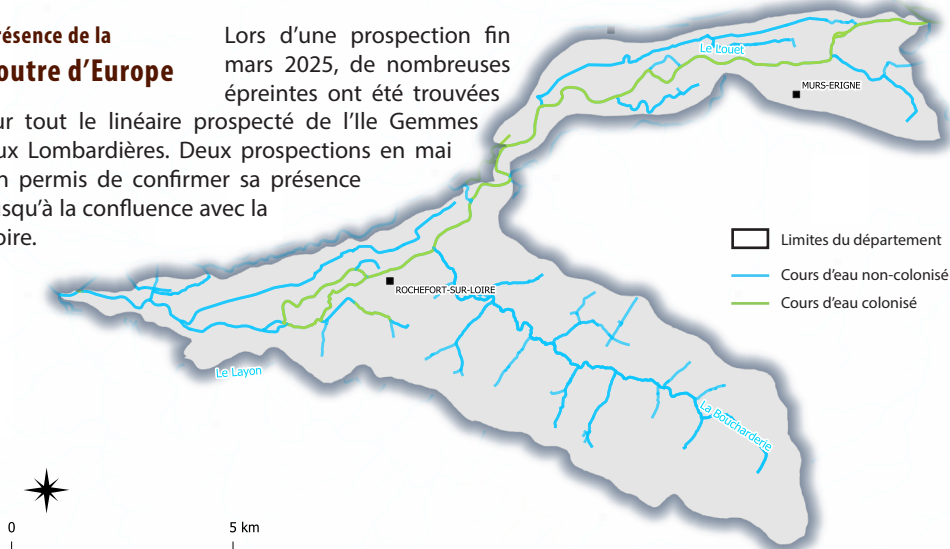 résence de la
outre d'Europe
Lors d'une prospection fin
mars 2025, de nombreuses
épreintes ont été trouvées
ur tout le linéaire prospecté de l'Ile Gemmes
ux Lombardières. Deux prospections en mai
n permis de confirmer sa présence
usqu'à la confluence avec la
oire.
Le Louet
MURS-ERIGNE
Limites du département
Cours d'eau non-colonisé
Cours d'eau colonisé
ROCHEFORT-SUR-LOIRE
Le Layon
La Boucharderie
0
5 km